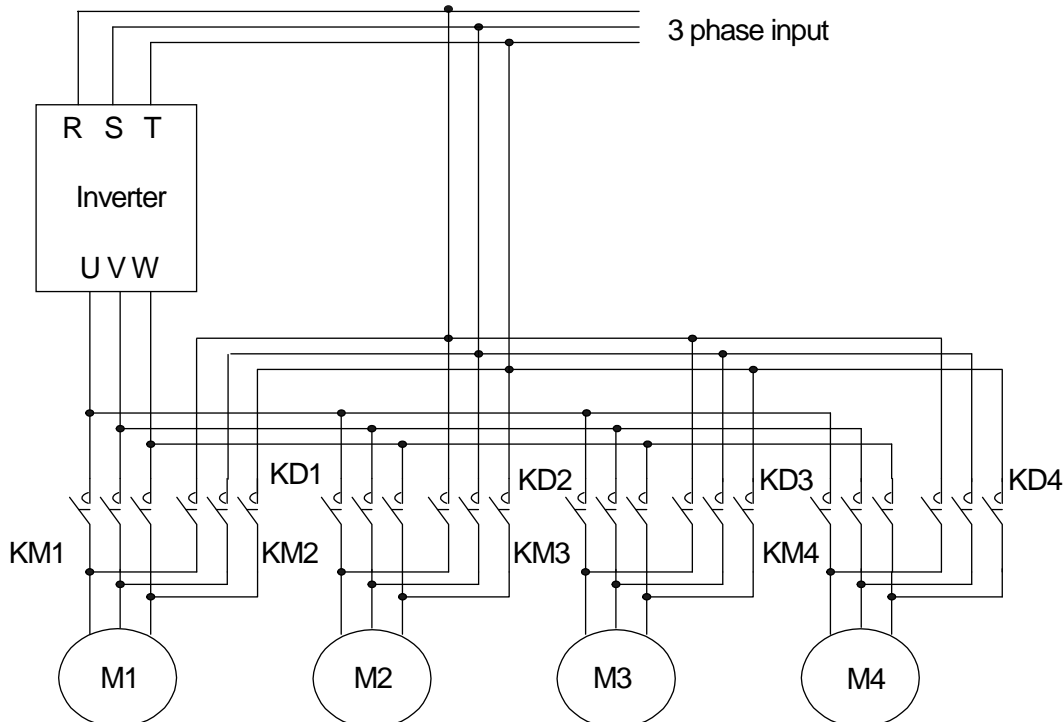 3 phase input
R S T
Inverter
U V W
KD1
KD2
KD3
KD4
KM1
KM2
KM3
KM4
M1
M2
M3
M4